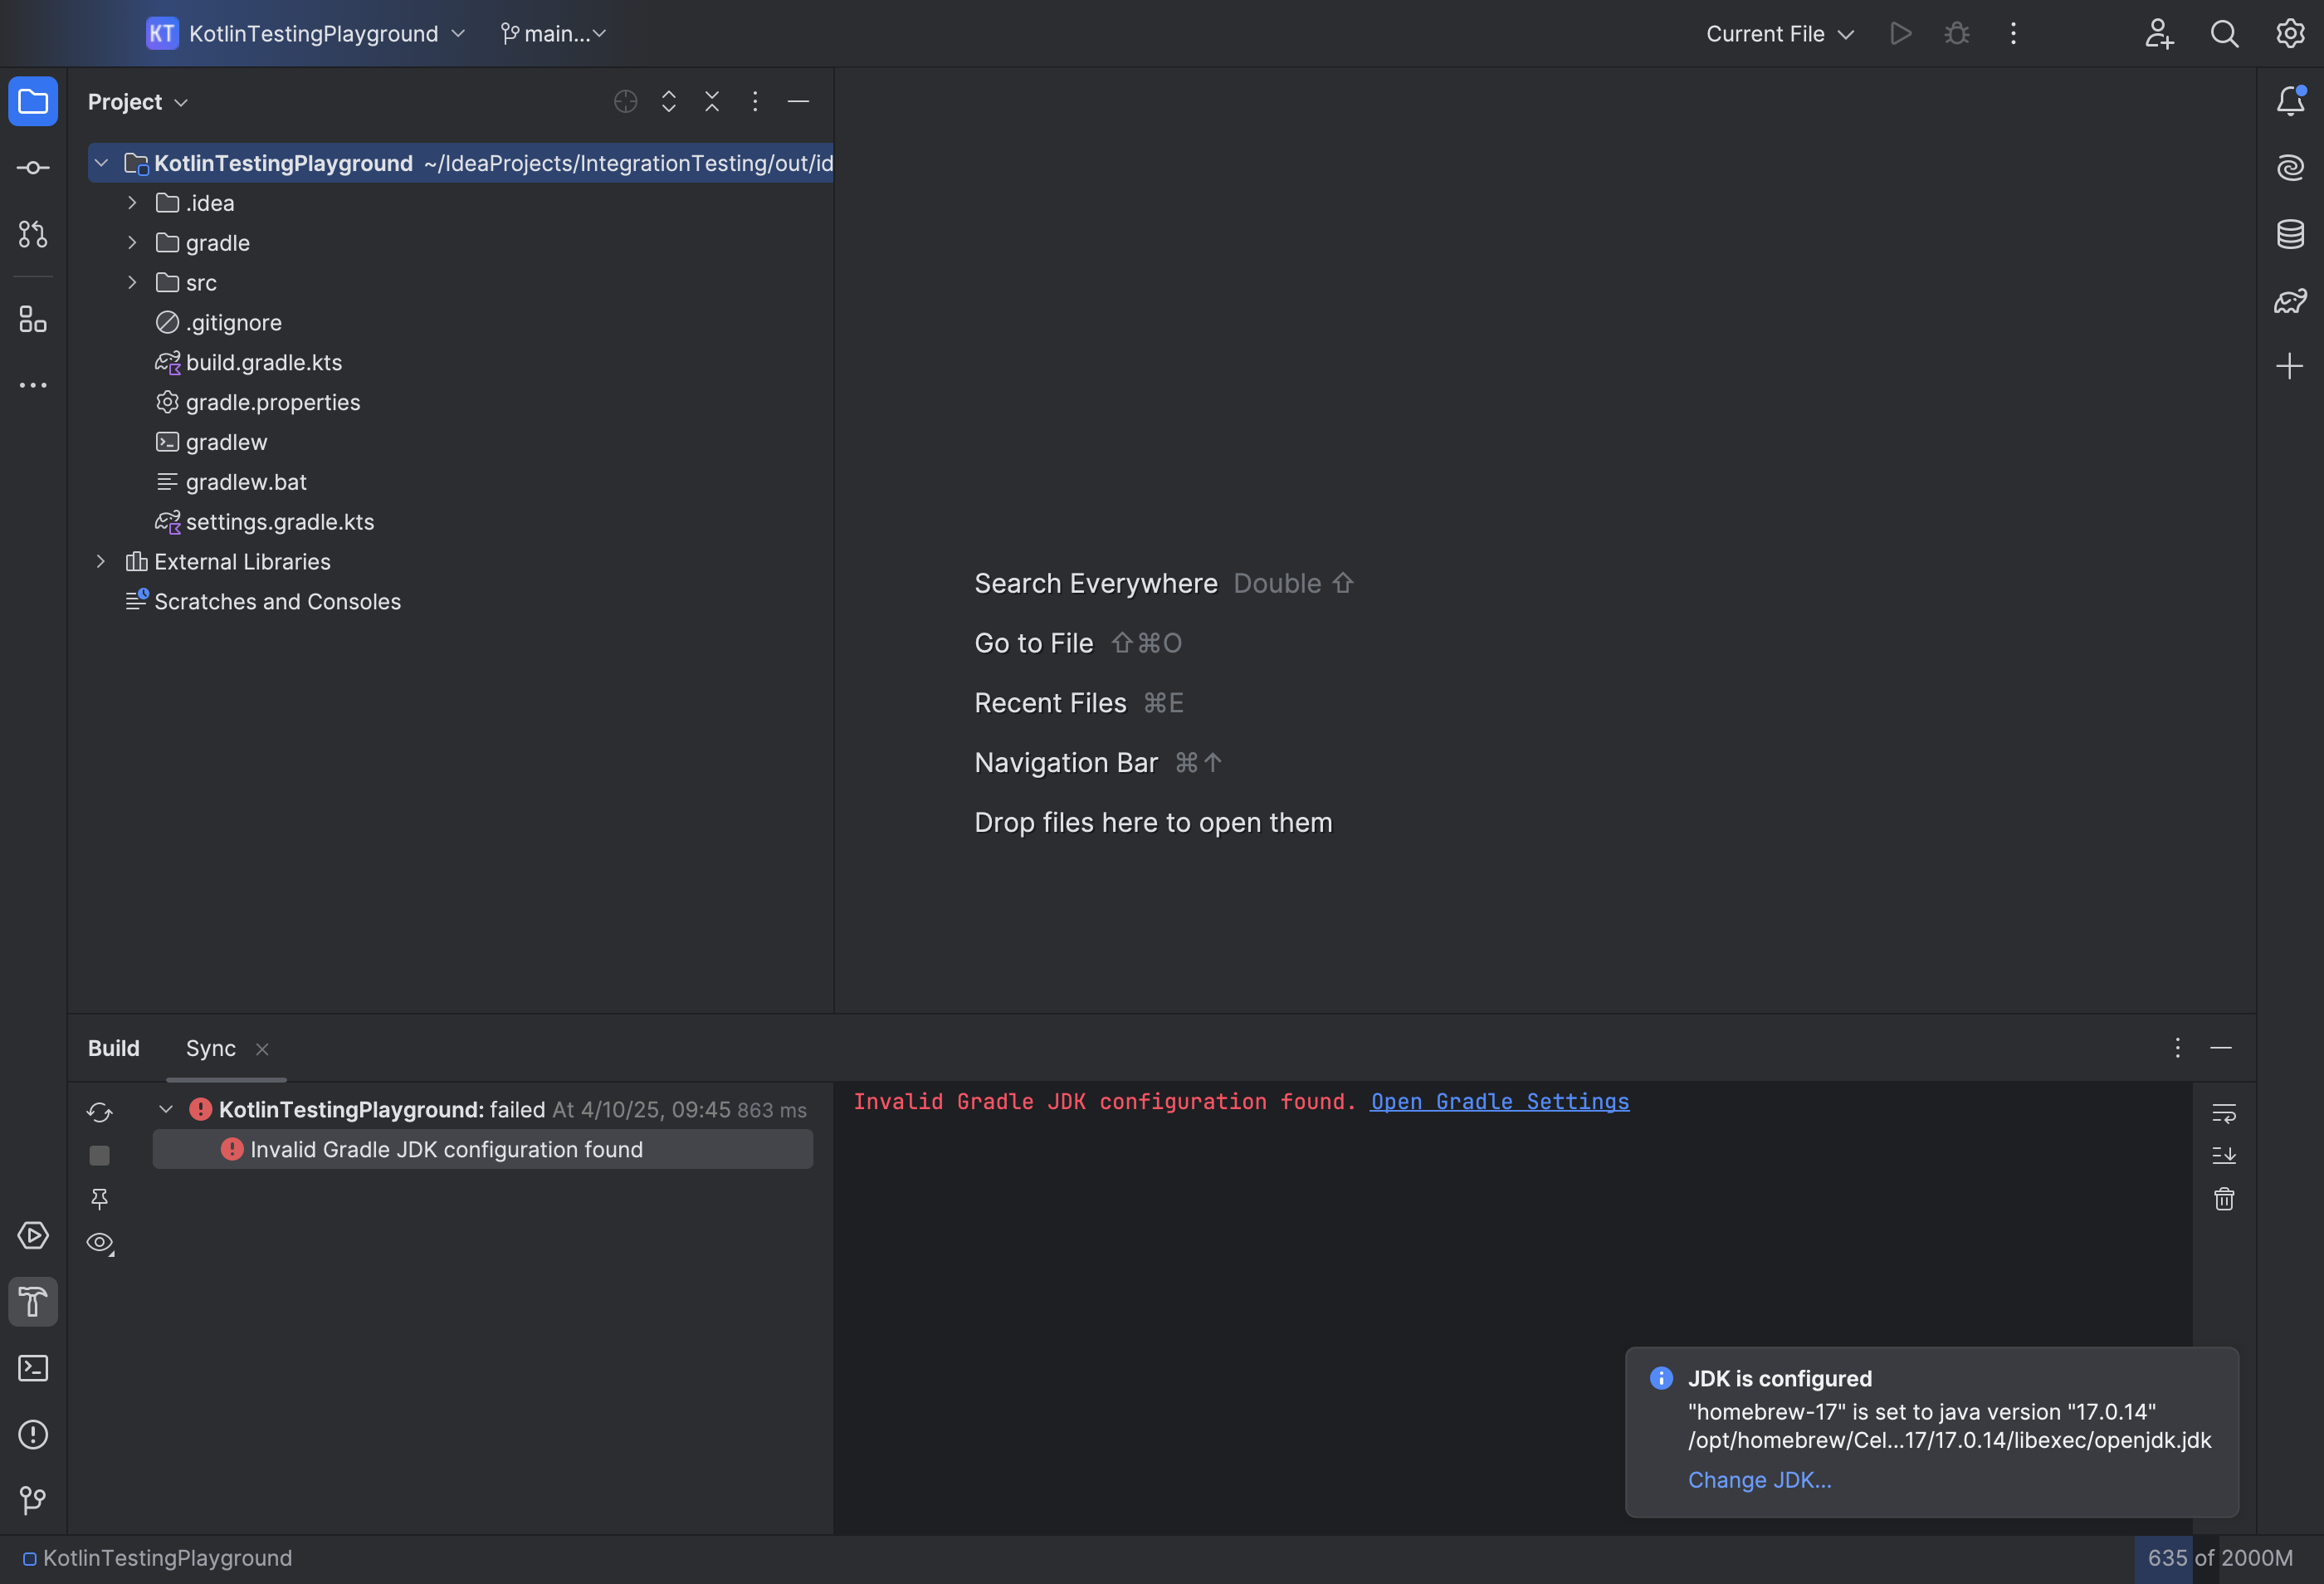 KT KotlinTestingPlayground main... Current File
Project
KotlinTestingPlayground ~/IdeaProjects/IntegrationTesting/out/id
.idea
gradle
src
.gitignore
build.gradle.kts
gradle.properties
gradlew
gradlew.bat
settings.gradle.kts
External Libraries
Scratches and Consoles
Search Everywhere Double ⇧
Go to File ⇧⌘O
Recent Files ⌘E
Navigation Bar ⌘↑
Drop files here to open them
Build Sync
KotlinTestingPlayground: failed At 4/10/25, 09:45 863 ms
Invalid Gradle JDK configuration found
Invalid Gradle JDK configuration found. Open Gradle Settings
JDK is configured
"homebrew-17" is set to java version "17.0.14"
/opt/homebrew/Cel...17/17.0.14/libexec/openjdk.jdk
Change JDK...
KotlinTestingPlayground
635 of 2000M